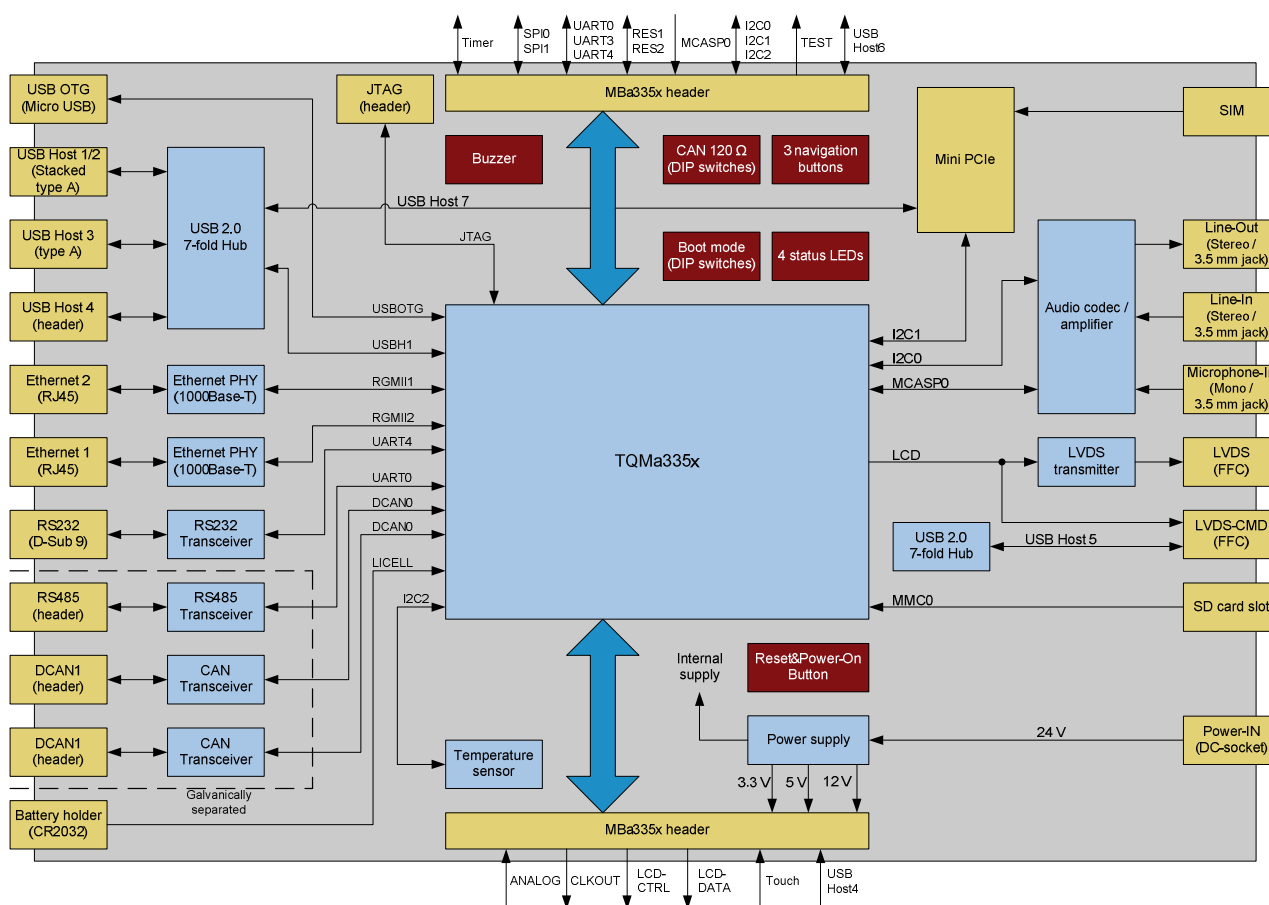 Timer
SPI0
SPI1
UART0
UART3
UART4
RES1
RES2
MCASP0
I2C0
I2C1
I2C2
TEST
USB
Host6
MBa335x header
USB OTG
(Micro USB)
JTAG
(header)
Mini PCIe
SIM
Buzzer
CAN 120 Ω
(DIP switches)
3 navigation
buttons
USB Host 1/2
(Stacked
type A)
USB 2.0
7-fold Hub
USB Host 7
USB Host 3
(type A)
JTAG
Boot mode
(DIP switches)
4 status LEDs
Line-Out
(Stereo /
3.5 mm jack)
USB Host 4
(header)
USBOTG
USBH1
Audio codec /
amplifier
Line-In
(Stereo /
3.5 mm jack)
I2C1
I2C0
MCASP0
Microphone-I
(Mono /
3.5 mm jack)
Ethernet 2
(RJ45)
Ethernet PHY
(1000Base-T)
RGMII1
RGMII2
UART4
Ethernet 1
(RJ45)
Ethernet PHY
(1000Base-T)
TQMa335x
LCD
LVDS
transmitter
LVDS
(FFC)
UART0
DCAN0
DCAN0
RS232
(D-Sub 9)
RS232
Transceiver
USB 2.0
7-fold Hub
USB Host 5
LVDS-CMD
(FFC)
LICELL
I2C2
RS485
(header)
RS485
Transceiver
MMC0
SD card slot
DCAN1
(header)
CAN
Transceiver
Internal
supply
Reset&Power-On
Button
DCAN1
(header)
CAN
Transceiver
Temperature
sensor
Power supply
24 V
Power-IN
(DC-socket)
3.3 V
5 V
12 V
Galvanically
separated
Battery holder
(CR2032)
MBa335x header
ANALOG
CLKOUT
LCD-
CTRL
LCD-
DATA
Touch
USB
Host4